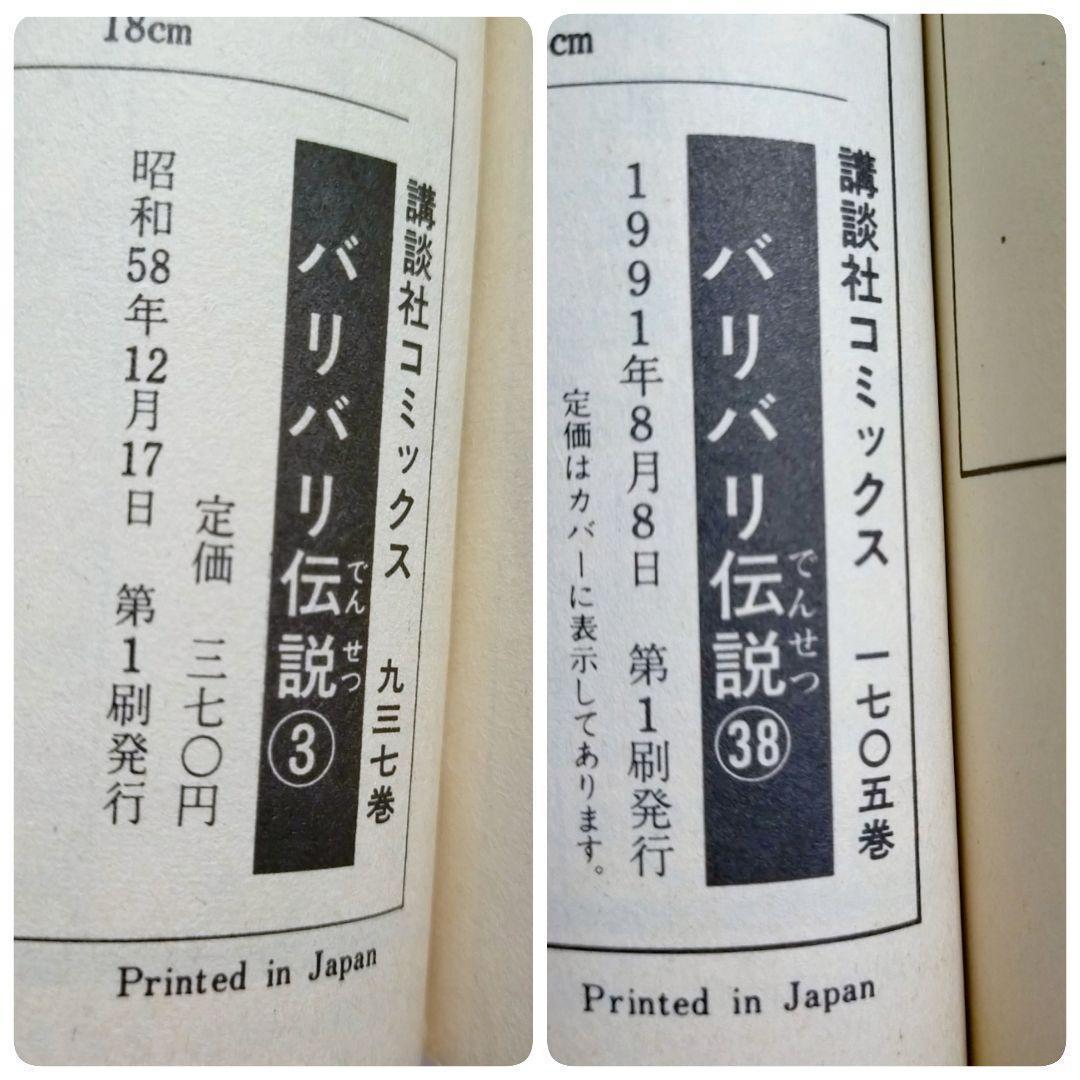 18cm
講談社コミックス 九三七巻
バリバリ伝説③
でん せつ
定価 三七〇円
昭和58年12月17日 第1刷発行
Printed in Japan
cm
講談社コミックス 一七〇五巻
バリバリ伝説㊳
でんせつ
1991年8月8日 第1刷発行
定価はカバーに表示してあります。
Printed in Japan